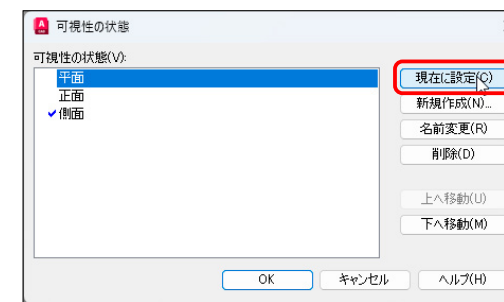 可視性の状態
可視性の状態(V):
平面
正面
側面
現在に設定(C)
新規作成(N)...
名前変更(R)
削除(D)
上へ移動(U)
下へ移動(M)
OK
キャンセル
ヘルプ(H)